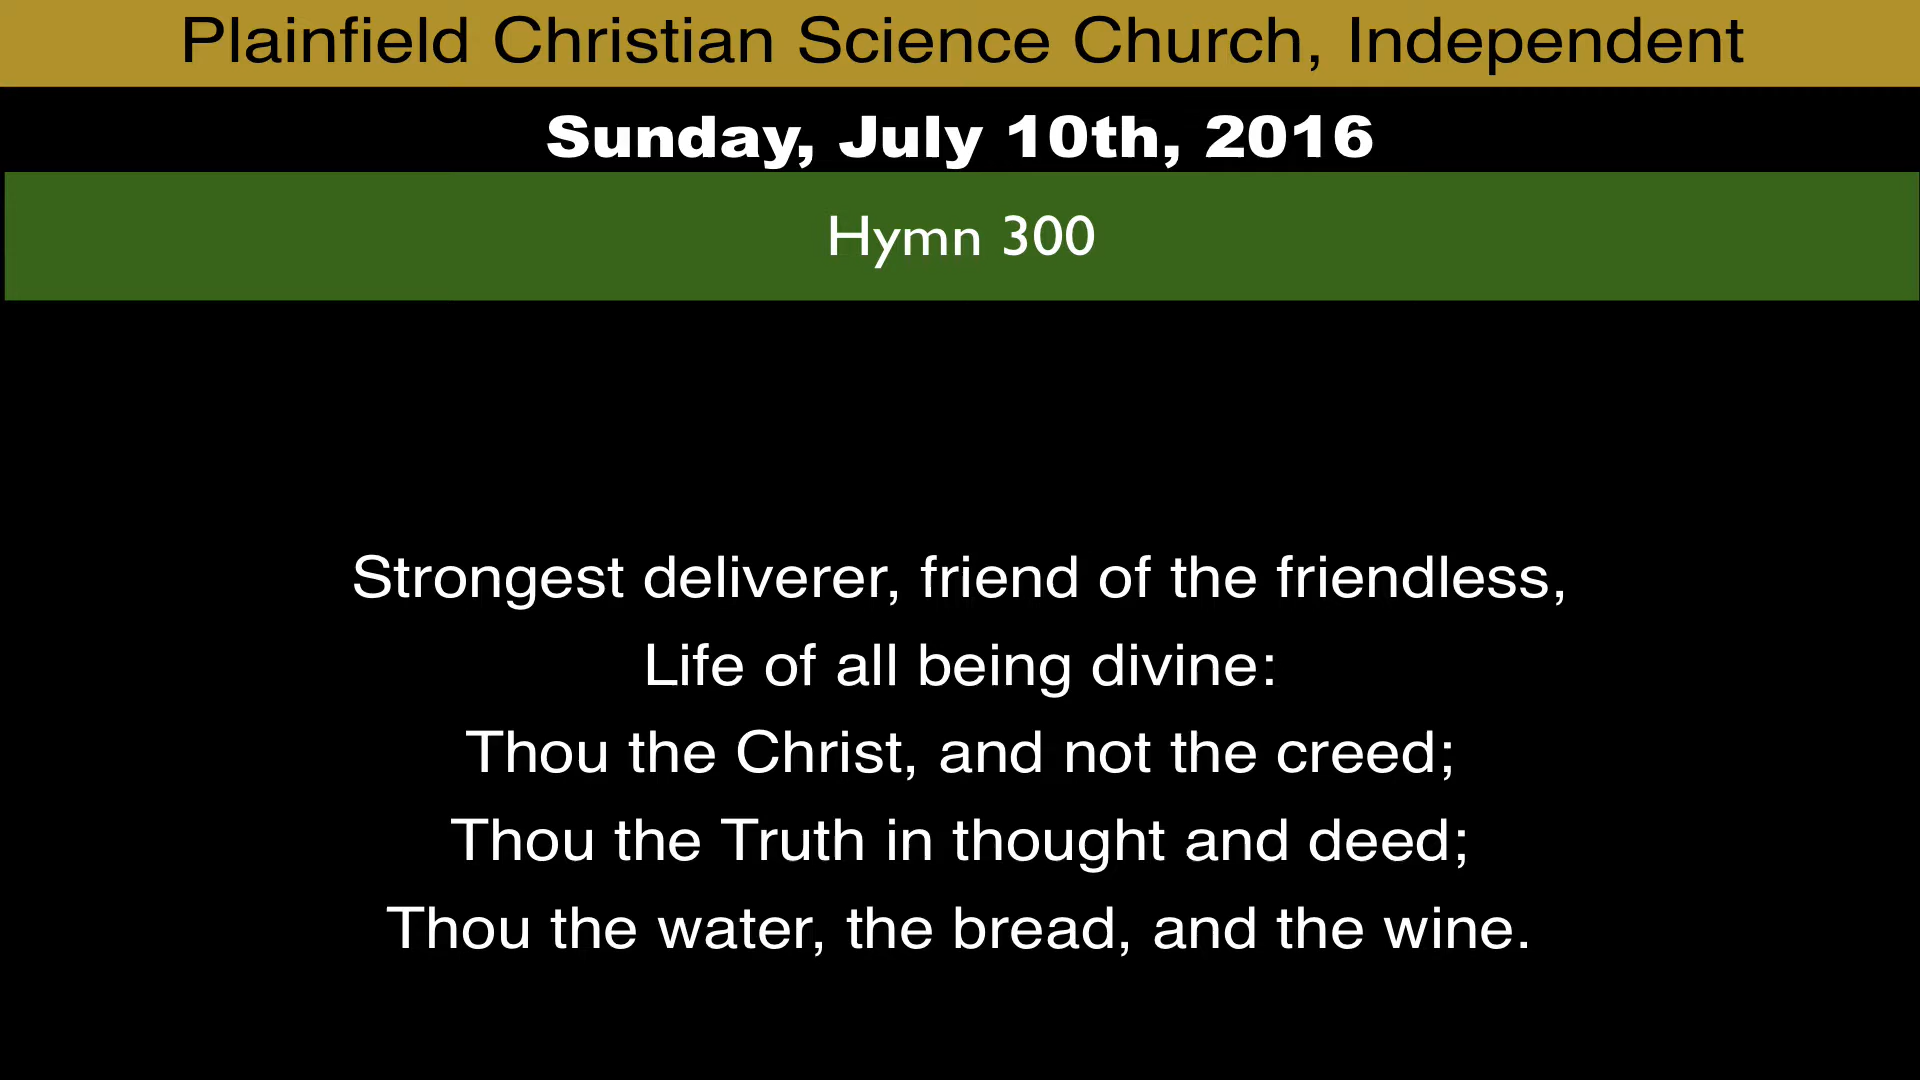 Plainfield Christian Science Church, Independent
Sunday, July 10th, 2016
Hymn 300
Strongest deliverer, friend of the friendless,
Life of all being divine:
Thou the Christ, and not the creed;
Thou the Truth in thought and deed;
Thou the water, the bread, and the wine.